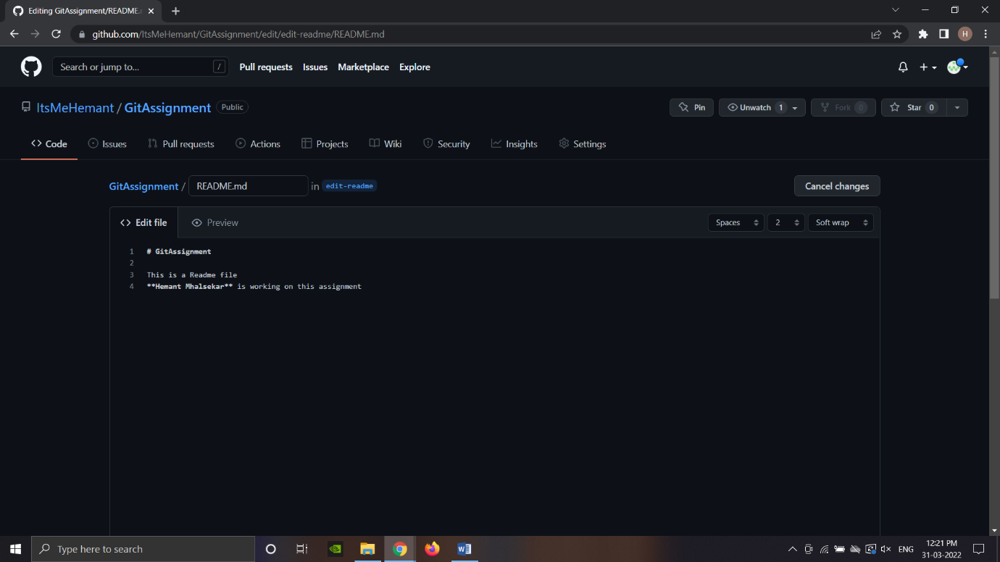 Editing GitAssignment/README.
github.com/ItsMeHemant/GitAssignment/edit/edit-readme/README.md
H
Search or jump to... /
Pull requests Issues Marketplace Explore
ItsMeHemant / GitAssignment Public
Pin Unwatch 1 Fork 0 Star 0
Code Issues Pull requests Actions Projects Wiki Security Insights Settings
GitAssignment / README.md in edit-readme Cancel changes
<> Edit file Preview Spaces 2 Soft wrap
1 # GitAssignment
2
3 This is a Readme file
4 **Hemant Mhalsekar** is working on this assignment
Type here to search
ENG
12:21 PM
31-03-2022